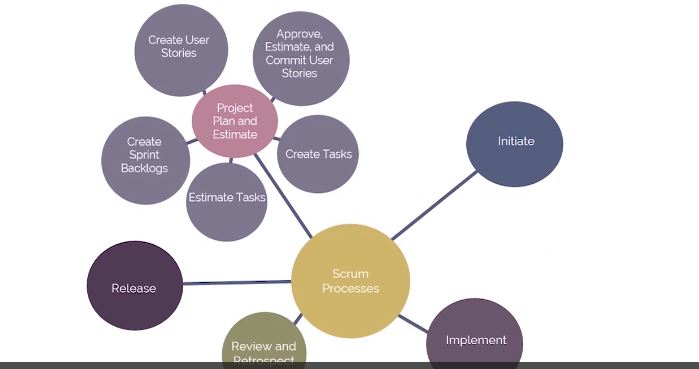 Create User
Stories
Approve,
Estimate, and
Commit User
Stories
Project
Plan and
Estimate
Create
Sprint
Backlogs
Create Tasks
Estimate Tasks
Initiate
Scrum
Processes
Release
Implement
Review and
Retrospect